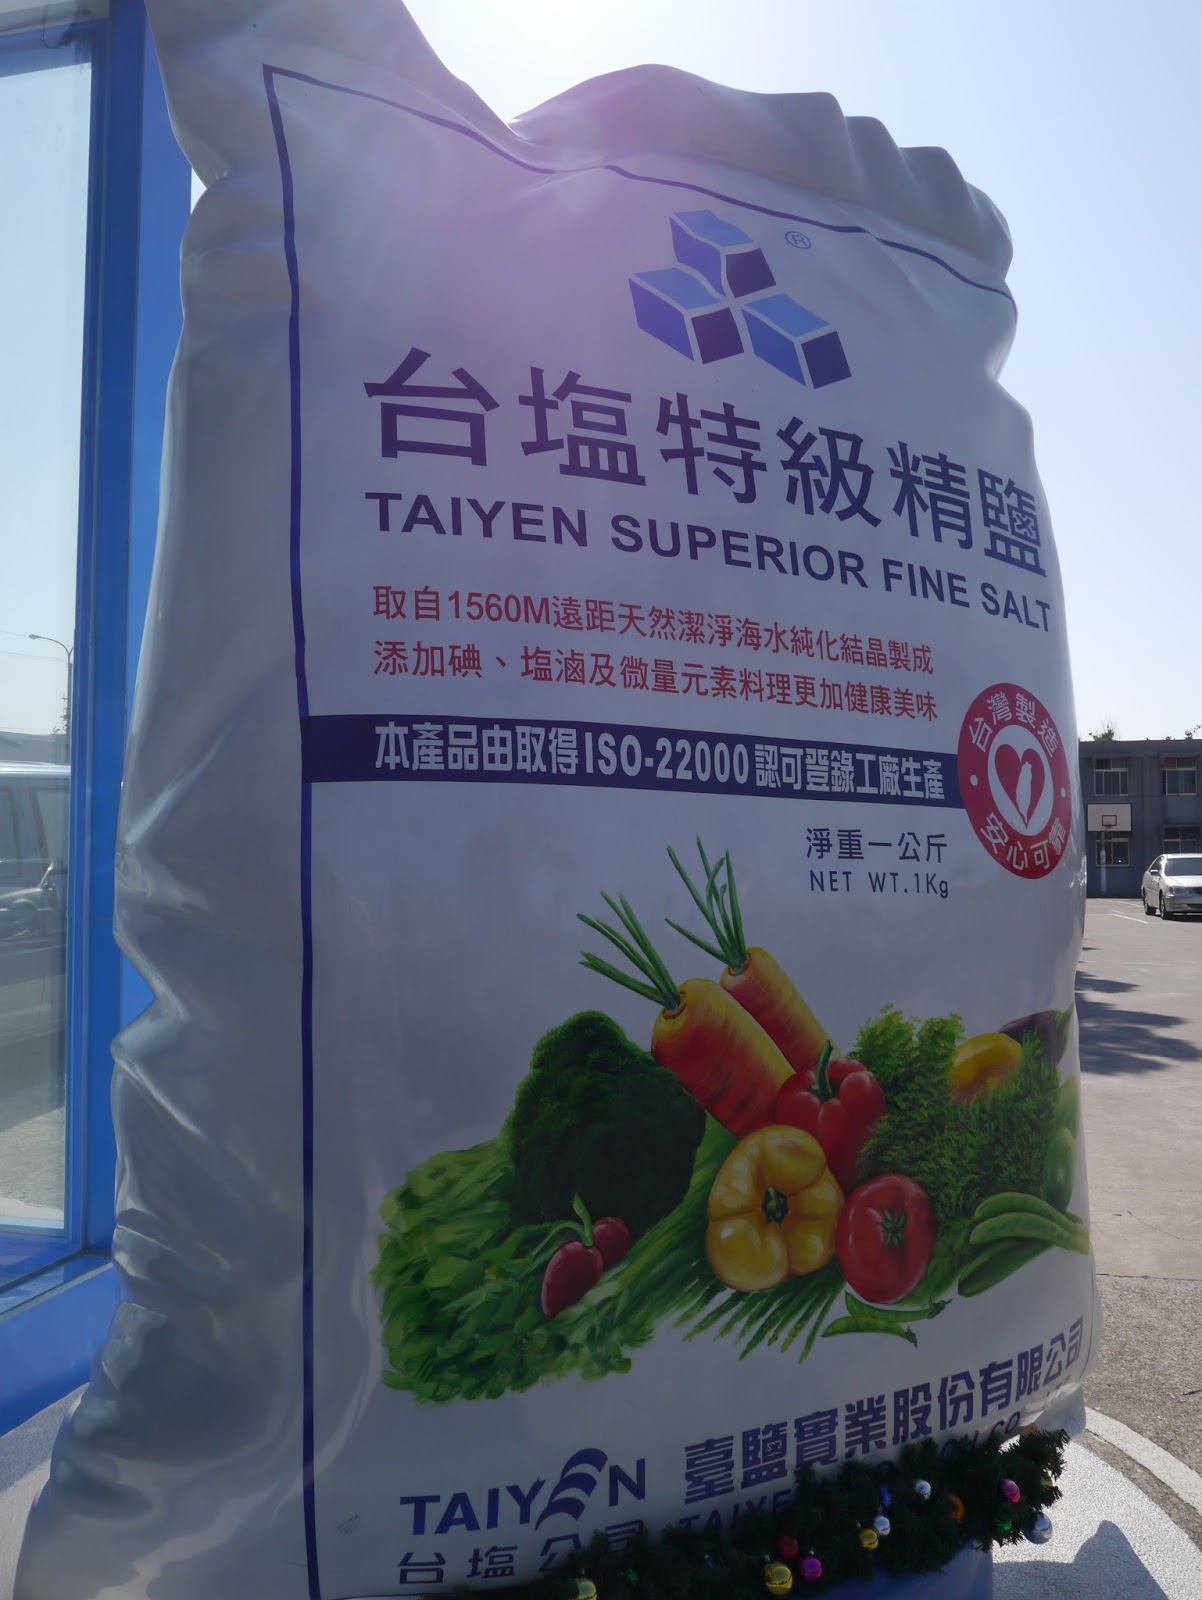 ®
台塩特級精鹽
TAIYEN SUPERIOR FINE SALT
取自1560M遠距天然潔淨海水純化結晶製成
添加碘、塩滷及微量元素料理更加健康美味
本產品由取得ISO-22000認可登錄工廠生產
台灣製造
安心可靠
淨重一公斤
NET WT.1Kg
臺鹽實業股份有限公司
TAIYEN
台塩公司